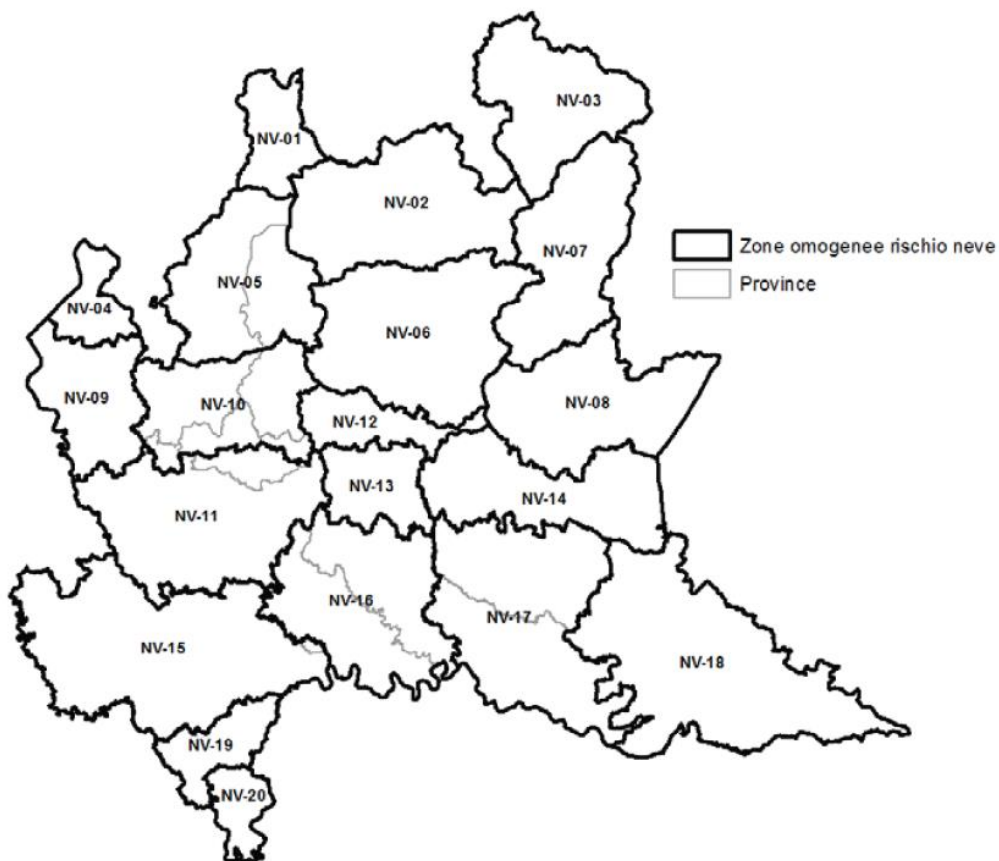 NV-03
NV-01
NV-02
NV-07
Zone omogenee rischio neve
Province
NV-05
NV-04
NV-06
NV-09
NV-10
NV-08
NV-12
NV-13
NV-14
NV-11
NV-16
NV-17
NV-15
NV-18
NV-19
NV-20